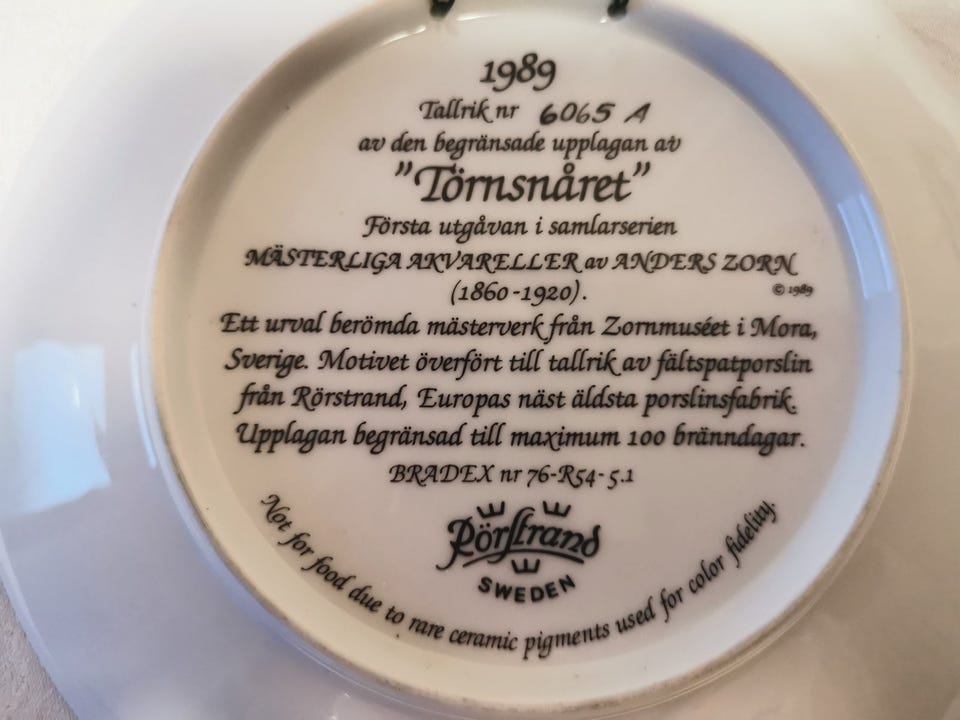 1989
Tallrik nr 6065 A
av den begränsade upplagan av
"Törnsnåret"
Första utgåvan i samlarserien
MÄSTERLIGA AKVARELLER av ANDERS ZORN
(1860-1920).
© 1989
Ett urval berömda mästerverk från Zornmuséet i Mora,
Sverige. Motivet överfört till tallrik av fältspatporslin
från Rörstrand, Europas näst äldsta porslinsfabrik.
Upplagan begränsad till maximum 100 bränndagar.
BRADEX nr 76-R54-5.1
Rörstrand
SWEDEN
Not for food due to rare ceramic pigments used for color fidelity.